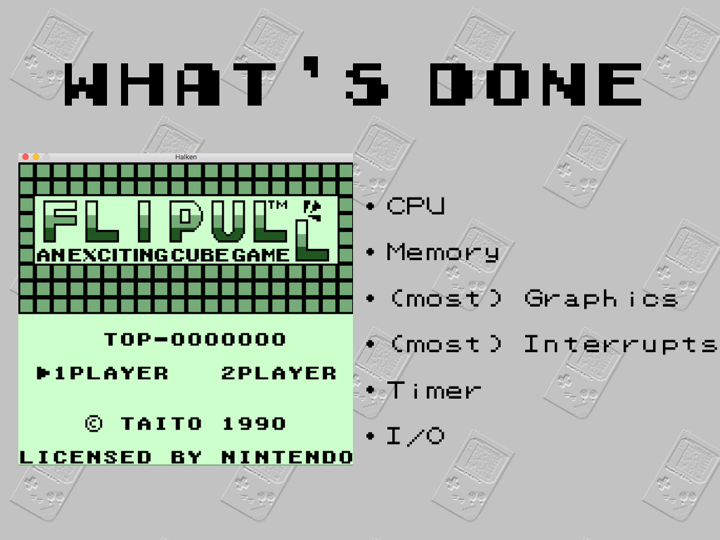 WHAT'S DONE
Halken
FLIPULL™
AN EXCITING CUBE GAME
TOP-0000000
▶1PLAYER 2PLAYER
© TAITO 1990
LICENSED BY NINTENDO
• CPU
• Memory
• (most) Graphics
• (most) Interrupts
• Timer
• I/O